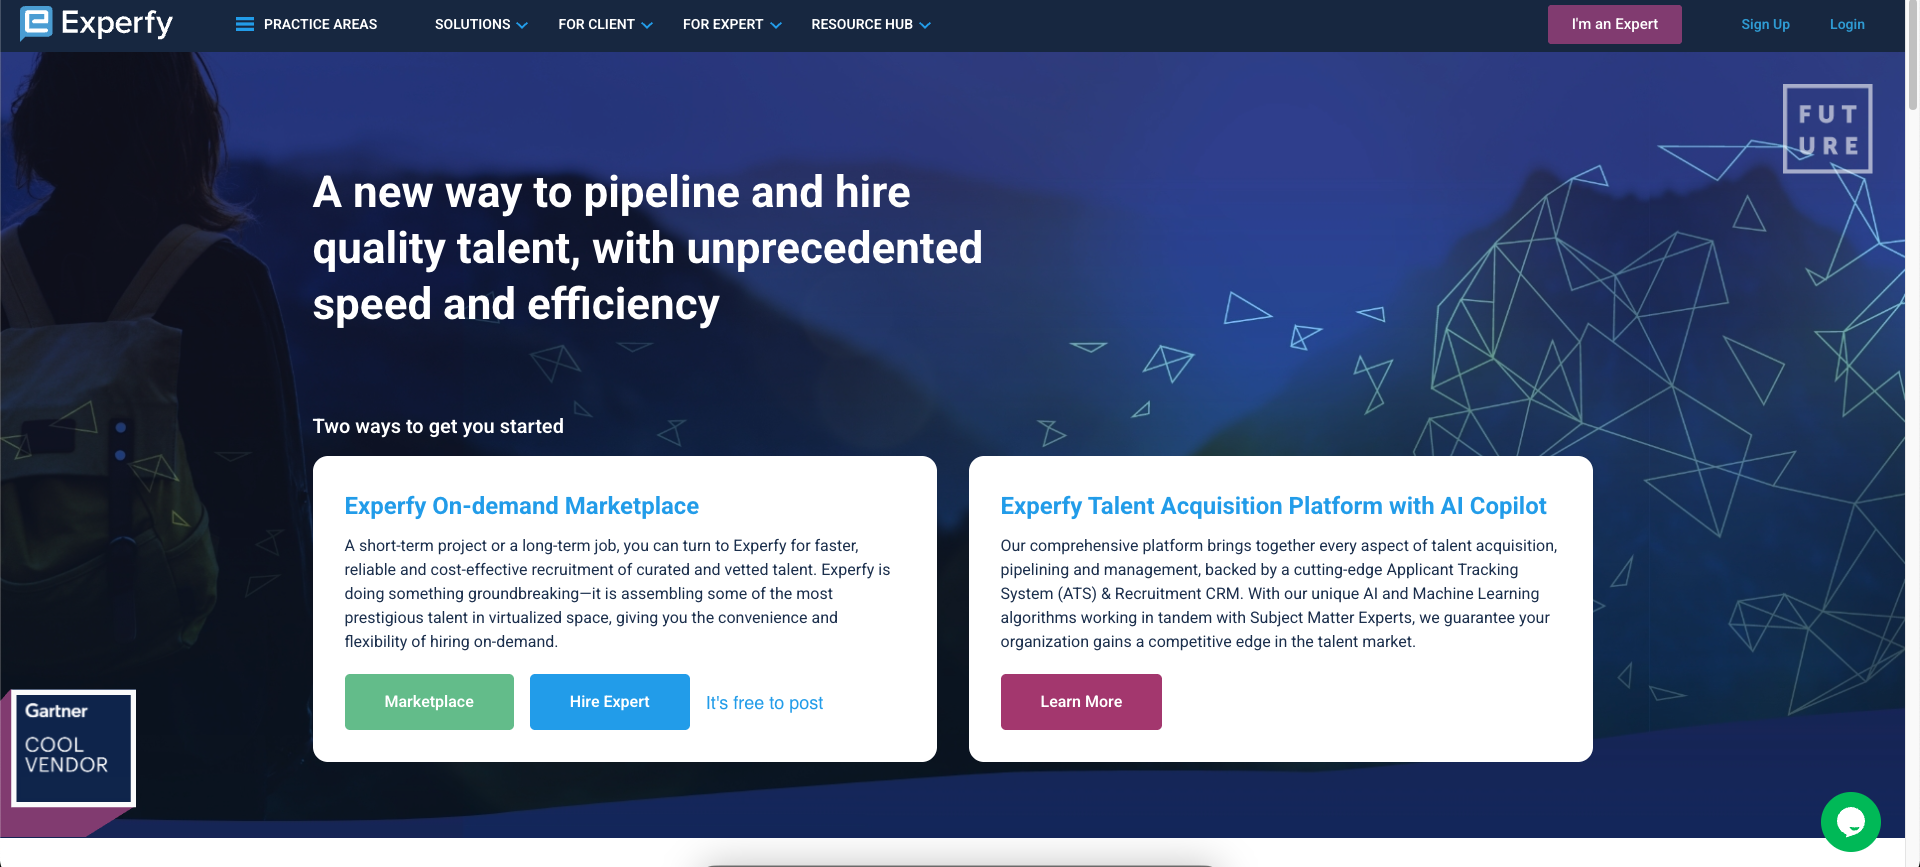 Experfy
PRACTICE AREAS
SOLUTIONS
FOR CLIENT
FOR EXPERT
RESOURCE HUB
I'm an Expert
Sign Up
Login
FUT
URE
A new way to pipeline and hire
quality talent, with unprecedented
speed and efficiency
Two ways to get you started
Experfy On-demand Marketplace
A short-term project or a long-term job, you can turn to Experfy for faster,
reliable and cost-effective recruitment of curated and vetted talent. Experfy is
doing something groundbreaking—it is assembling some of the most
prestigious talent in virtualized space, giving you the convenience and
flexibility of hiring on-demand.
Marketplace
Hire Expert
It's free to post
Experfy Talent Acquisition Platform with AI Copilot
Our comprehensive platform brings together every aspect of talent acquisition,
pipelining and management, backed by a cutting-edge Applicant Tracking
System (ATS) & Recruitment CRM. With our unique AI and Machine Learning
algorithms working in tandem with Subject Matter Experts, we guarantee your
organization gains a competitive edge in the talent market.
Learn More
Gartner
COOL
VENDOR